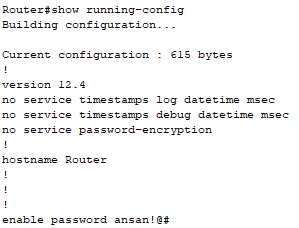 Router#show running-config
Building configuration...
Current configuration : 615 bytes
!
version 12.4
no service timestamps log datetime msec
no service timestamps debug datetime msec
no service password-encryption
!
hostname Router
!
!
!
enable password ansan!@#